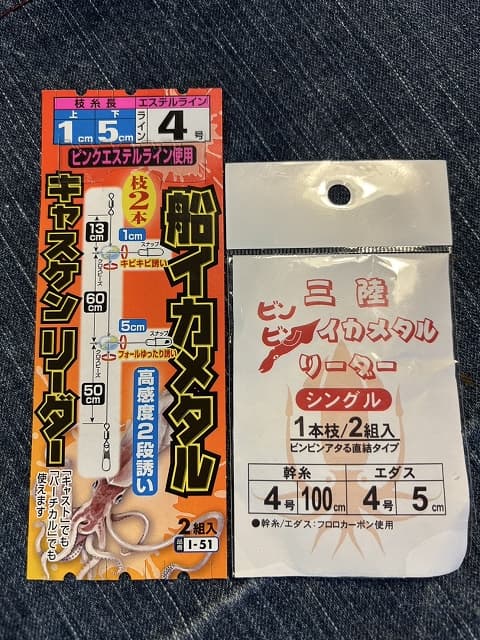 枝糸長
上 下
1cm 5cm
エステルライン
ライン 4号
ピンクエステルライン使用
船イカメタル
キャスケンリーダー
枝2本
13cm
1cm
スナップ
キビキビ誘い
60cm
5cm
スナップ
フォールゆったり誘い
50cm
高感度2段誘い
「キャスト」でも
「バーチカル」でも
使えます
2組入
品番 I-51
三陸
ビンビン イカメタル
リーダー
シングル
1本枝/2組入
ビンビンアタる直結タイプ
幹糸 エダス
4号 100cm 4号 5cm
●幹糸/エダス:フロロカーボン使用